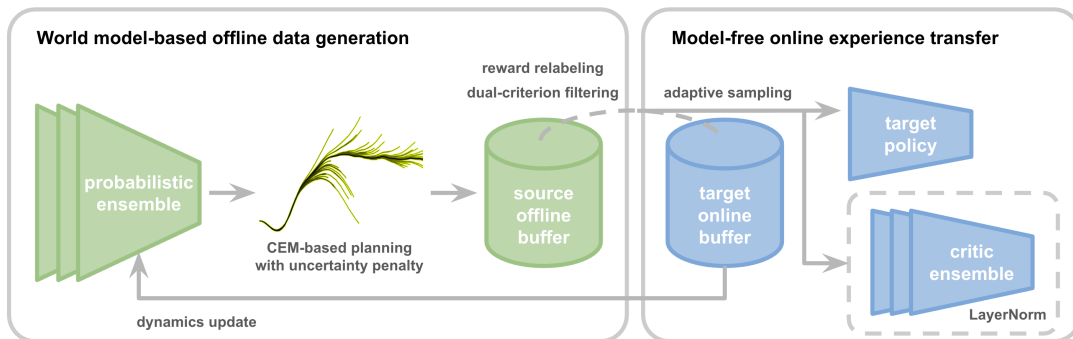 World model-based offline data generation
probabilistic
ensemble
CEM-based planning
with uncertainty penalty
reward relabeling
dual-criterion filtering
source
offline
buffer
dynamics update
Model-free online experience transfer
adaptive sampling
target
online
buffer
target
policy
critic
ensemble
LayerNorm